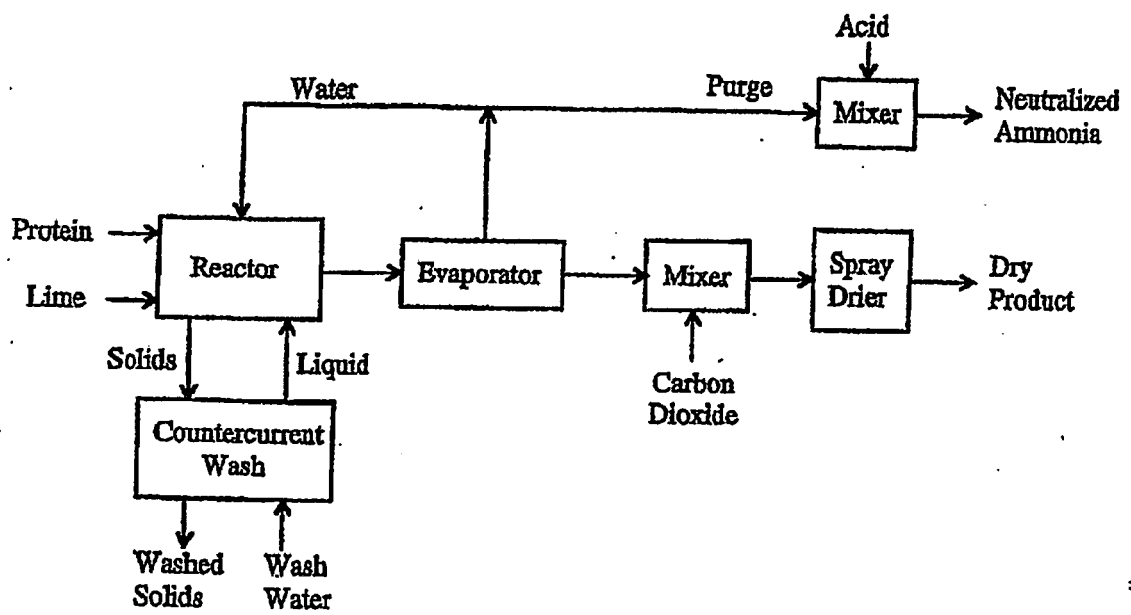 Acid
Water
Purge
Mixer
Neutralized
Ammonia
Protein
Lime
Reactor
Evaporator
Mixer
Spray
Drier
Dry
Product
Solids
Liquid
Carbon
Dioxide
Countercurrent
Wash
Washed
Solids
Wash
Water